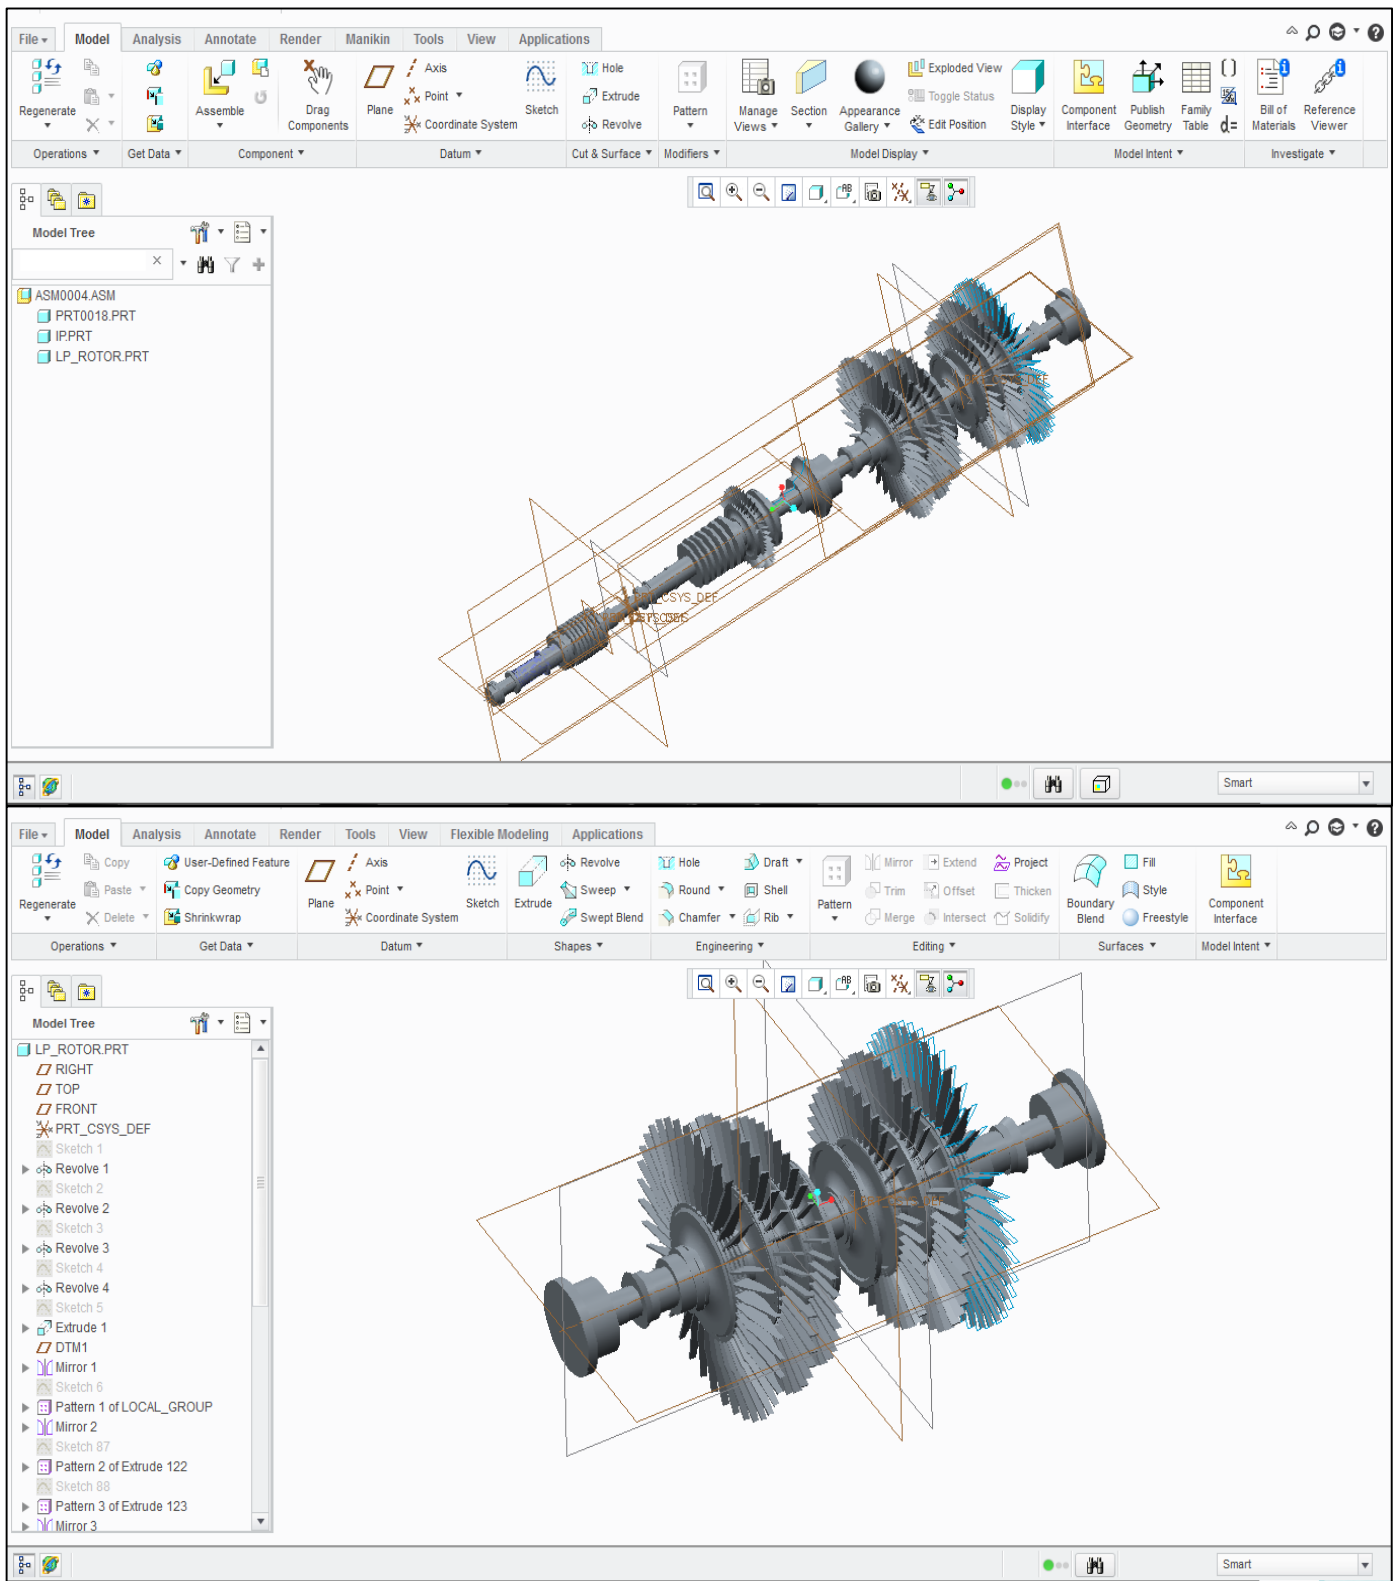 File Model Analysis Annotate Render Manikin Tools View Applications
Regenerate Assemble Drag Components Plane Axis Point Coordinate System Sketch Hole Extrude Revolve Pattern Manage Views Section Appearance Gallery Exploded View Toggle Status Edit Position Display Style Component Interface Publish Geometry Family Table d= Bill of Materials Reference Viewer
Operations Get Data Component Datum Cut & Surface Modifiers Model Display Model Intent Investigate
Model Tree
ASM0004.ASM
PRT0018.PRT
IP.PRT
LP_ROTOR.PRT
PRT_CSYS_DEF
Smart
File Model Analysis Annotate Render Tools View Flexible Modeling Applications
Regenerate Copy Paste Delete User-Defined Feature Copy Geometry Shrinkwrap Plane Axis Point Coordinate System Sketch Extrude Revolve Sweep Swept Blend Hole Round Chamfer Draft Shell Rib Pattern Mirror Trim Merge Extend Offset Intersect Project Thicken Solidify Boundary Blend Fill Style Freestyle Component Interface
Operations Get Data Datum Shapes Engineering Editing Surfaces Model Intent
Model Tree
LP_ROTOR.PRT
RIGHT
TOP
FRONT
PRT_CSYS_DEF
Sketch 1
Revolve 1
Sketch 2
Revolve 2
Sketch 3
Revolve 3
Sketch 4
Revolve 4
Sketch 5
Extrude 1
DTM1
Mirror 1
Sketch 6
Pattern 1 of LOCAL_GROUP
Mirror 2
Sketch 87
Pattern 2 of Extrude 122
Sketch 88
Pattern 3 of Extrude 123
Mirror 3
Smart